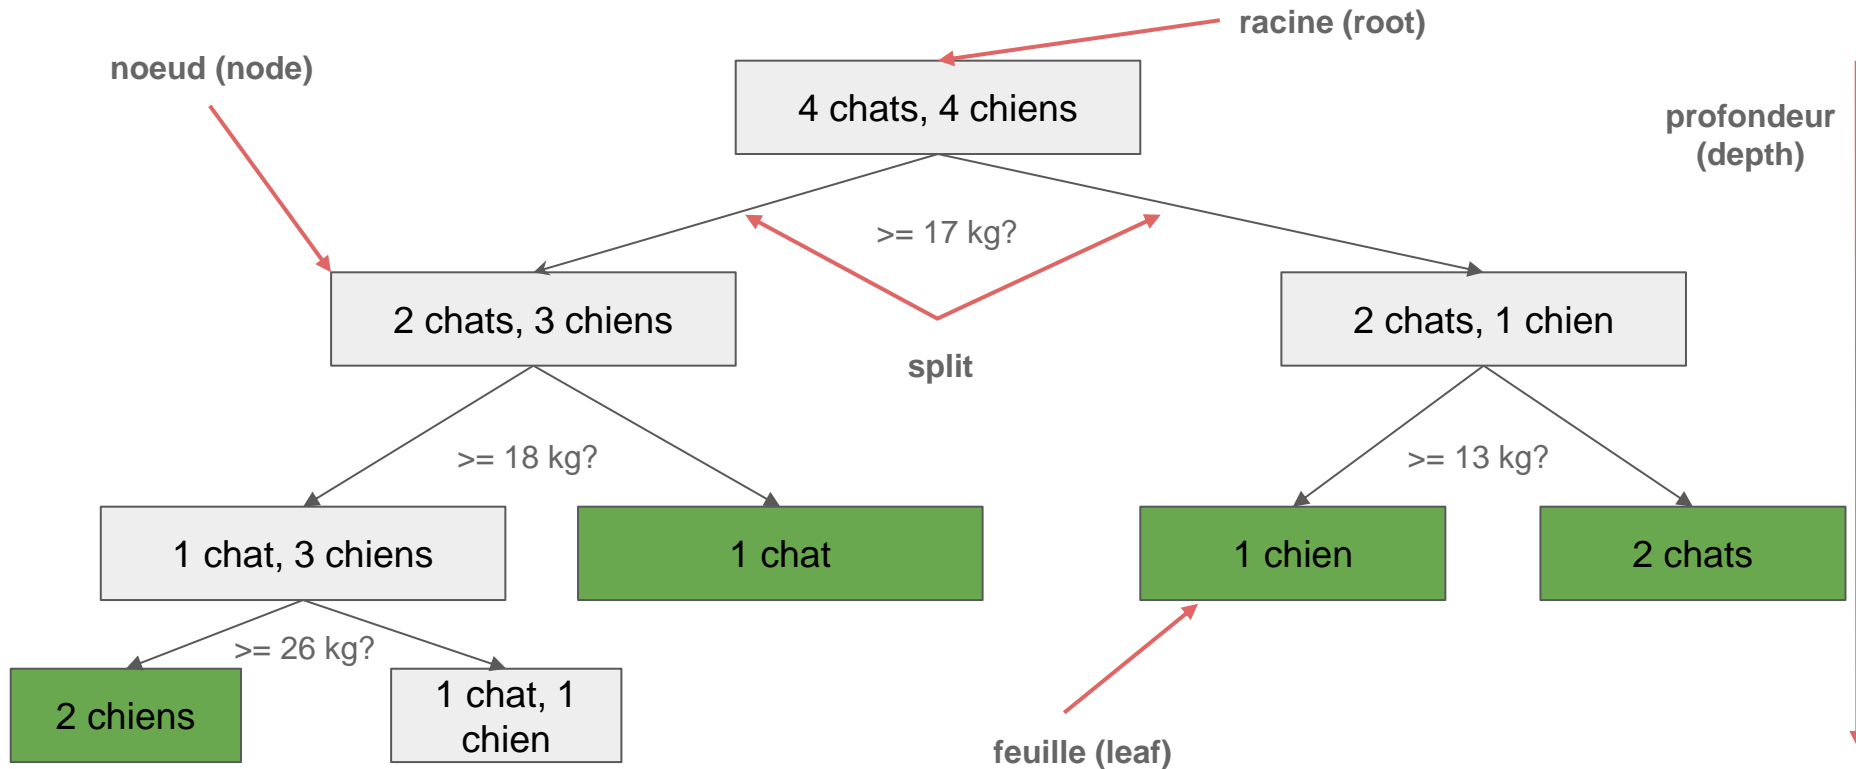 racine (root)
noeud (node)
4 chats, 4 chiens
profondeur
(depth)
>= 17 kg?
2 chats, 3 chiens
2 chats, 1 chien
split
>= 18 kg?
>= 13 kg?
1 chat, 3 chiens
1 chat
1 chien
2 chats
>= 26 kg?
2 chiens
1 chat, 1
chien
feuille (leaf)